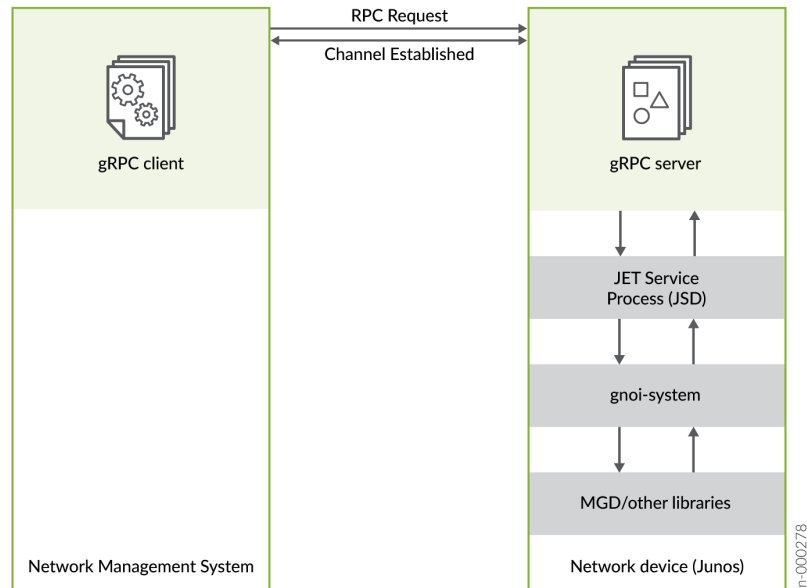 RPC Request
Channel Established
gRPC client
gRPC server
JET Service
Process (JSD)
gnoi-system
MGD/other libraries
Network Management System
Network device (Junos)
n-000278